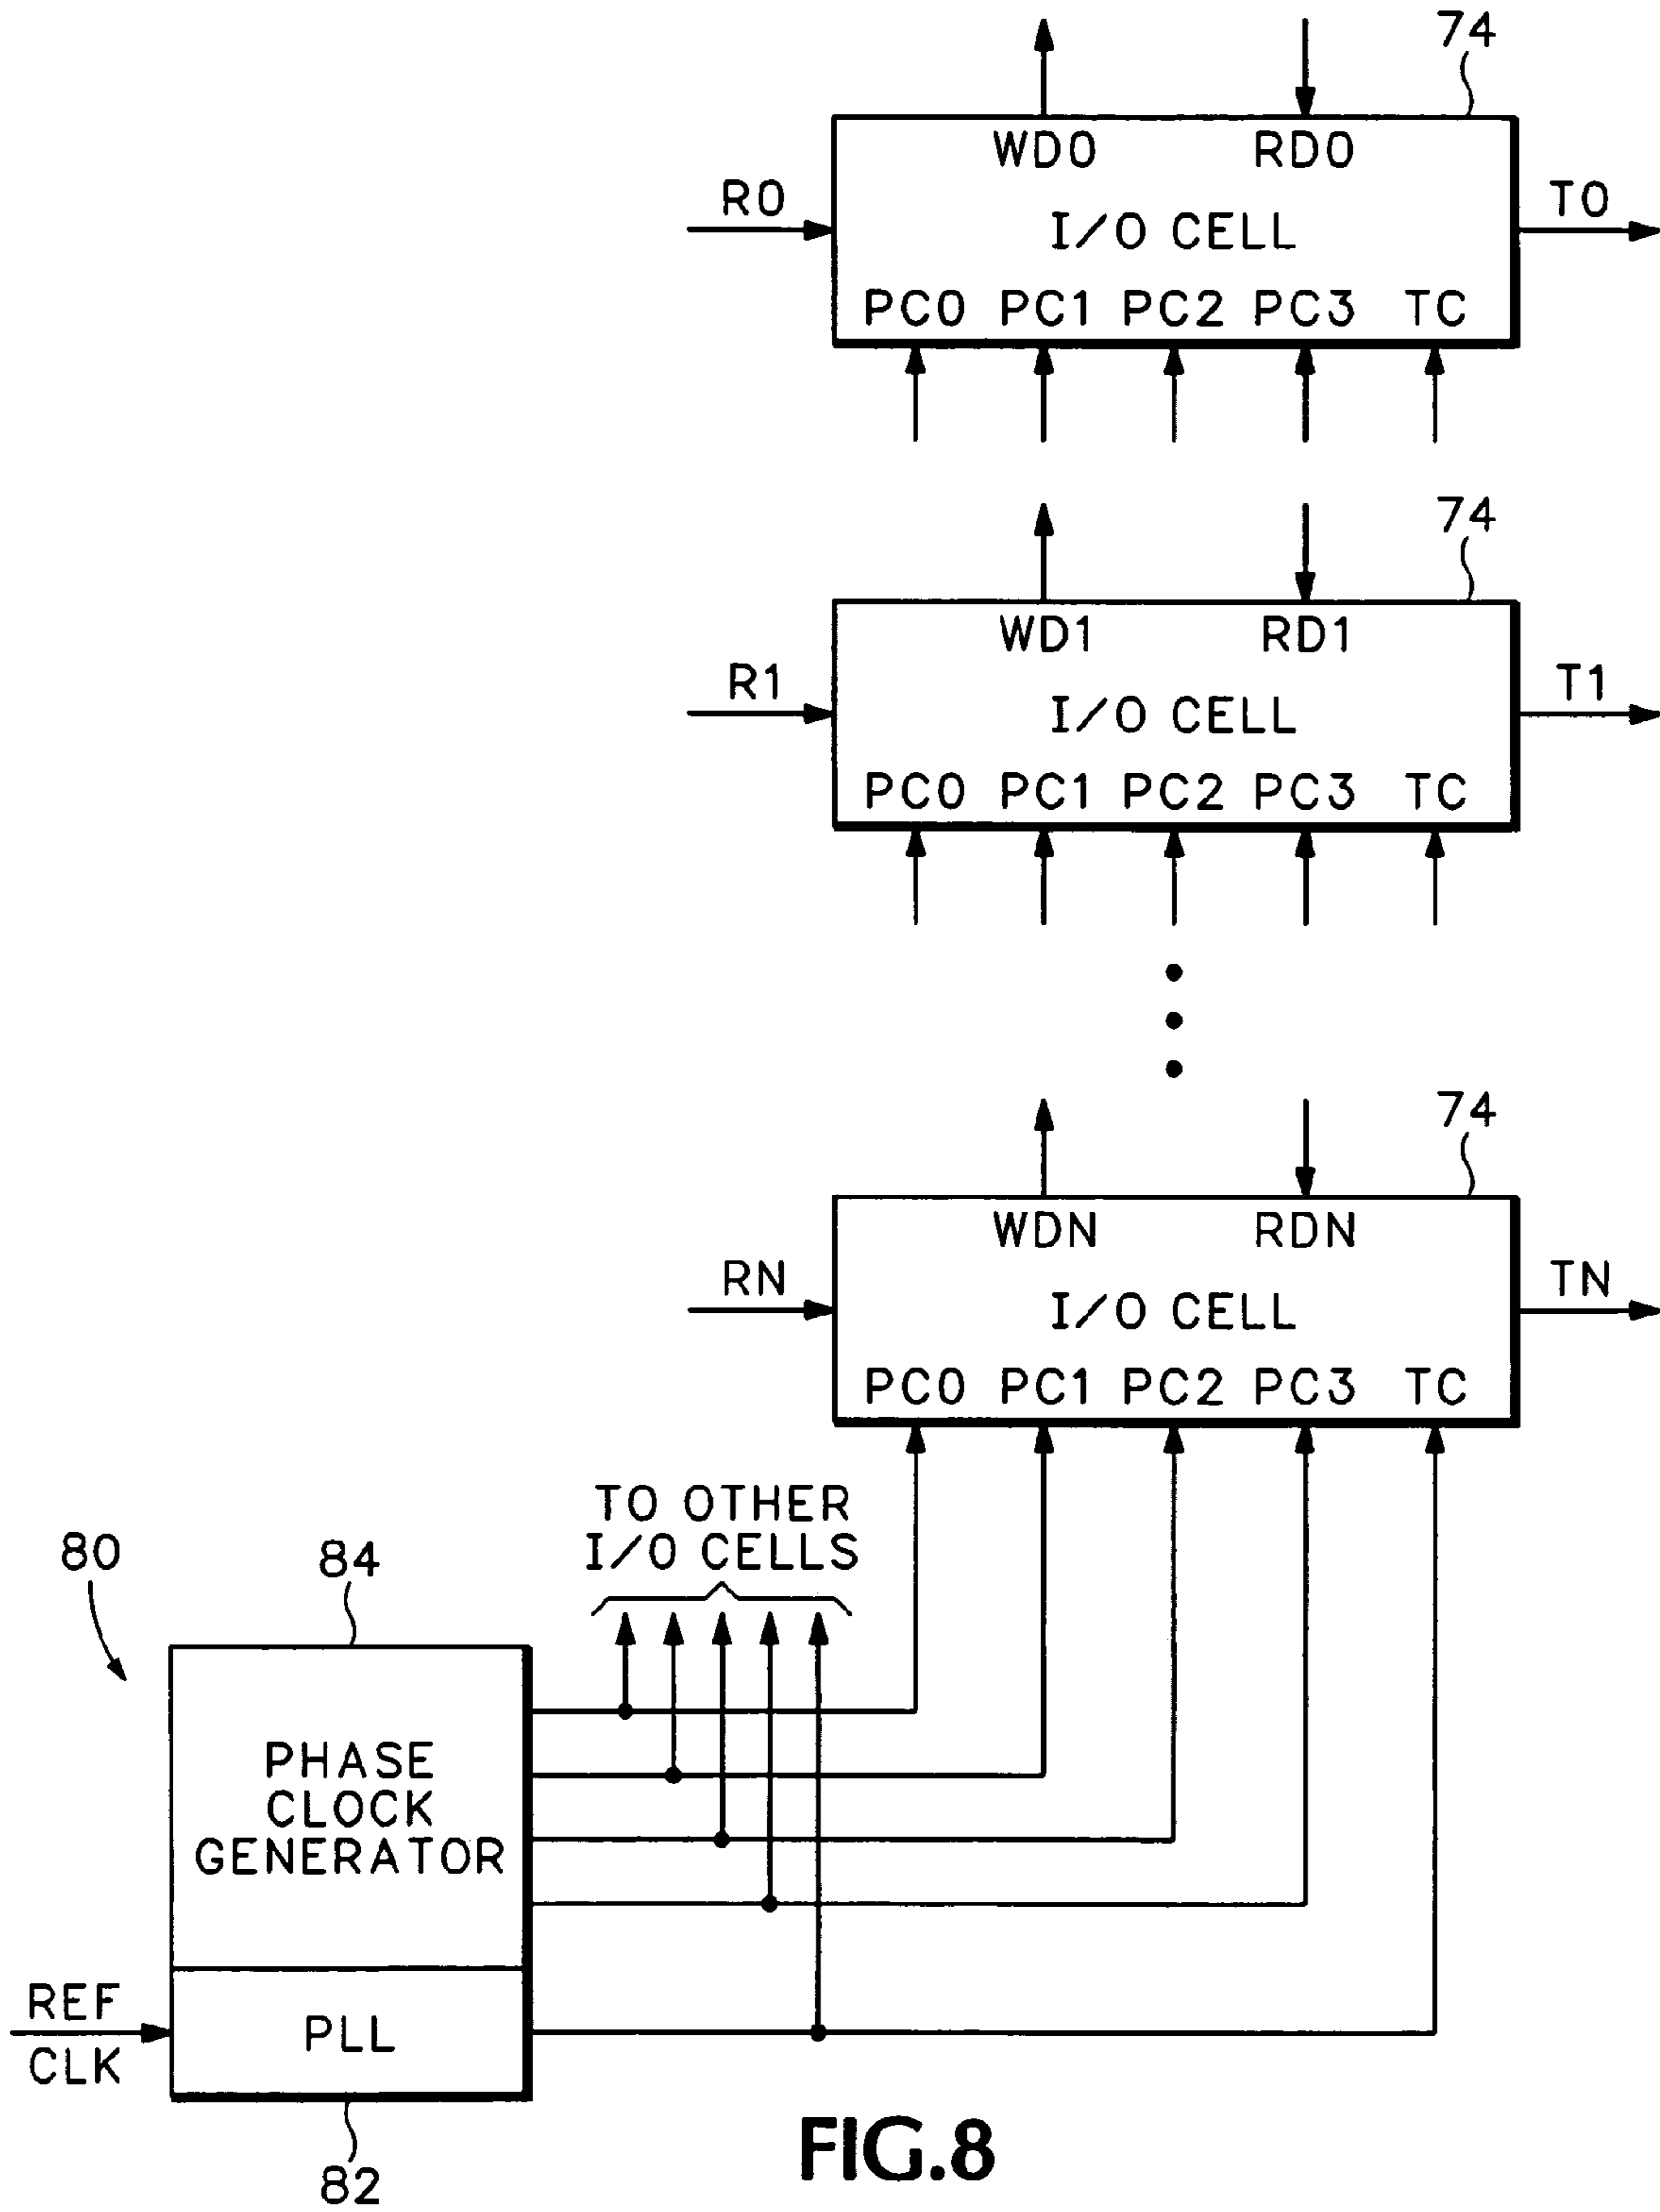 74
WD0 RD0
R0 I/O CELL T0
PC0 PC1 PC2 PC3 TC
74
WD1 RD1
R1 I/O CELL T1
PC0 PC1 PC2 PC3 TC
74
WDN RDN
RN I/O CELL TN
PC0 PC1 PC2 PC3 TC
TO OTHER
I/O CELLS
80
84
PHASE
CLOCK
GENERATOR
REF
CLK
PLL
82
FIG.8